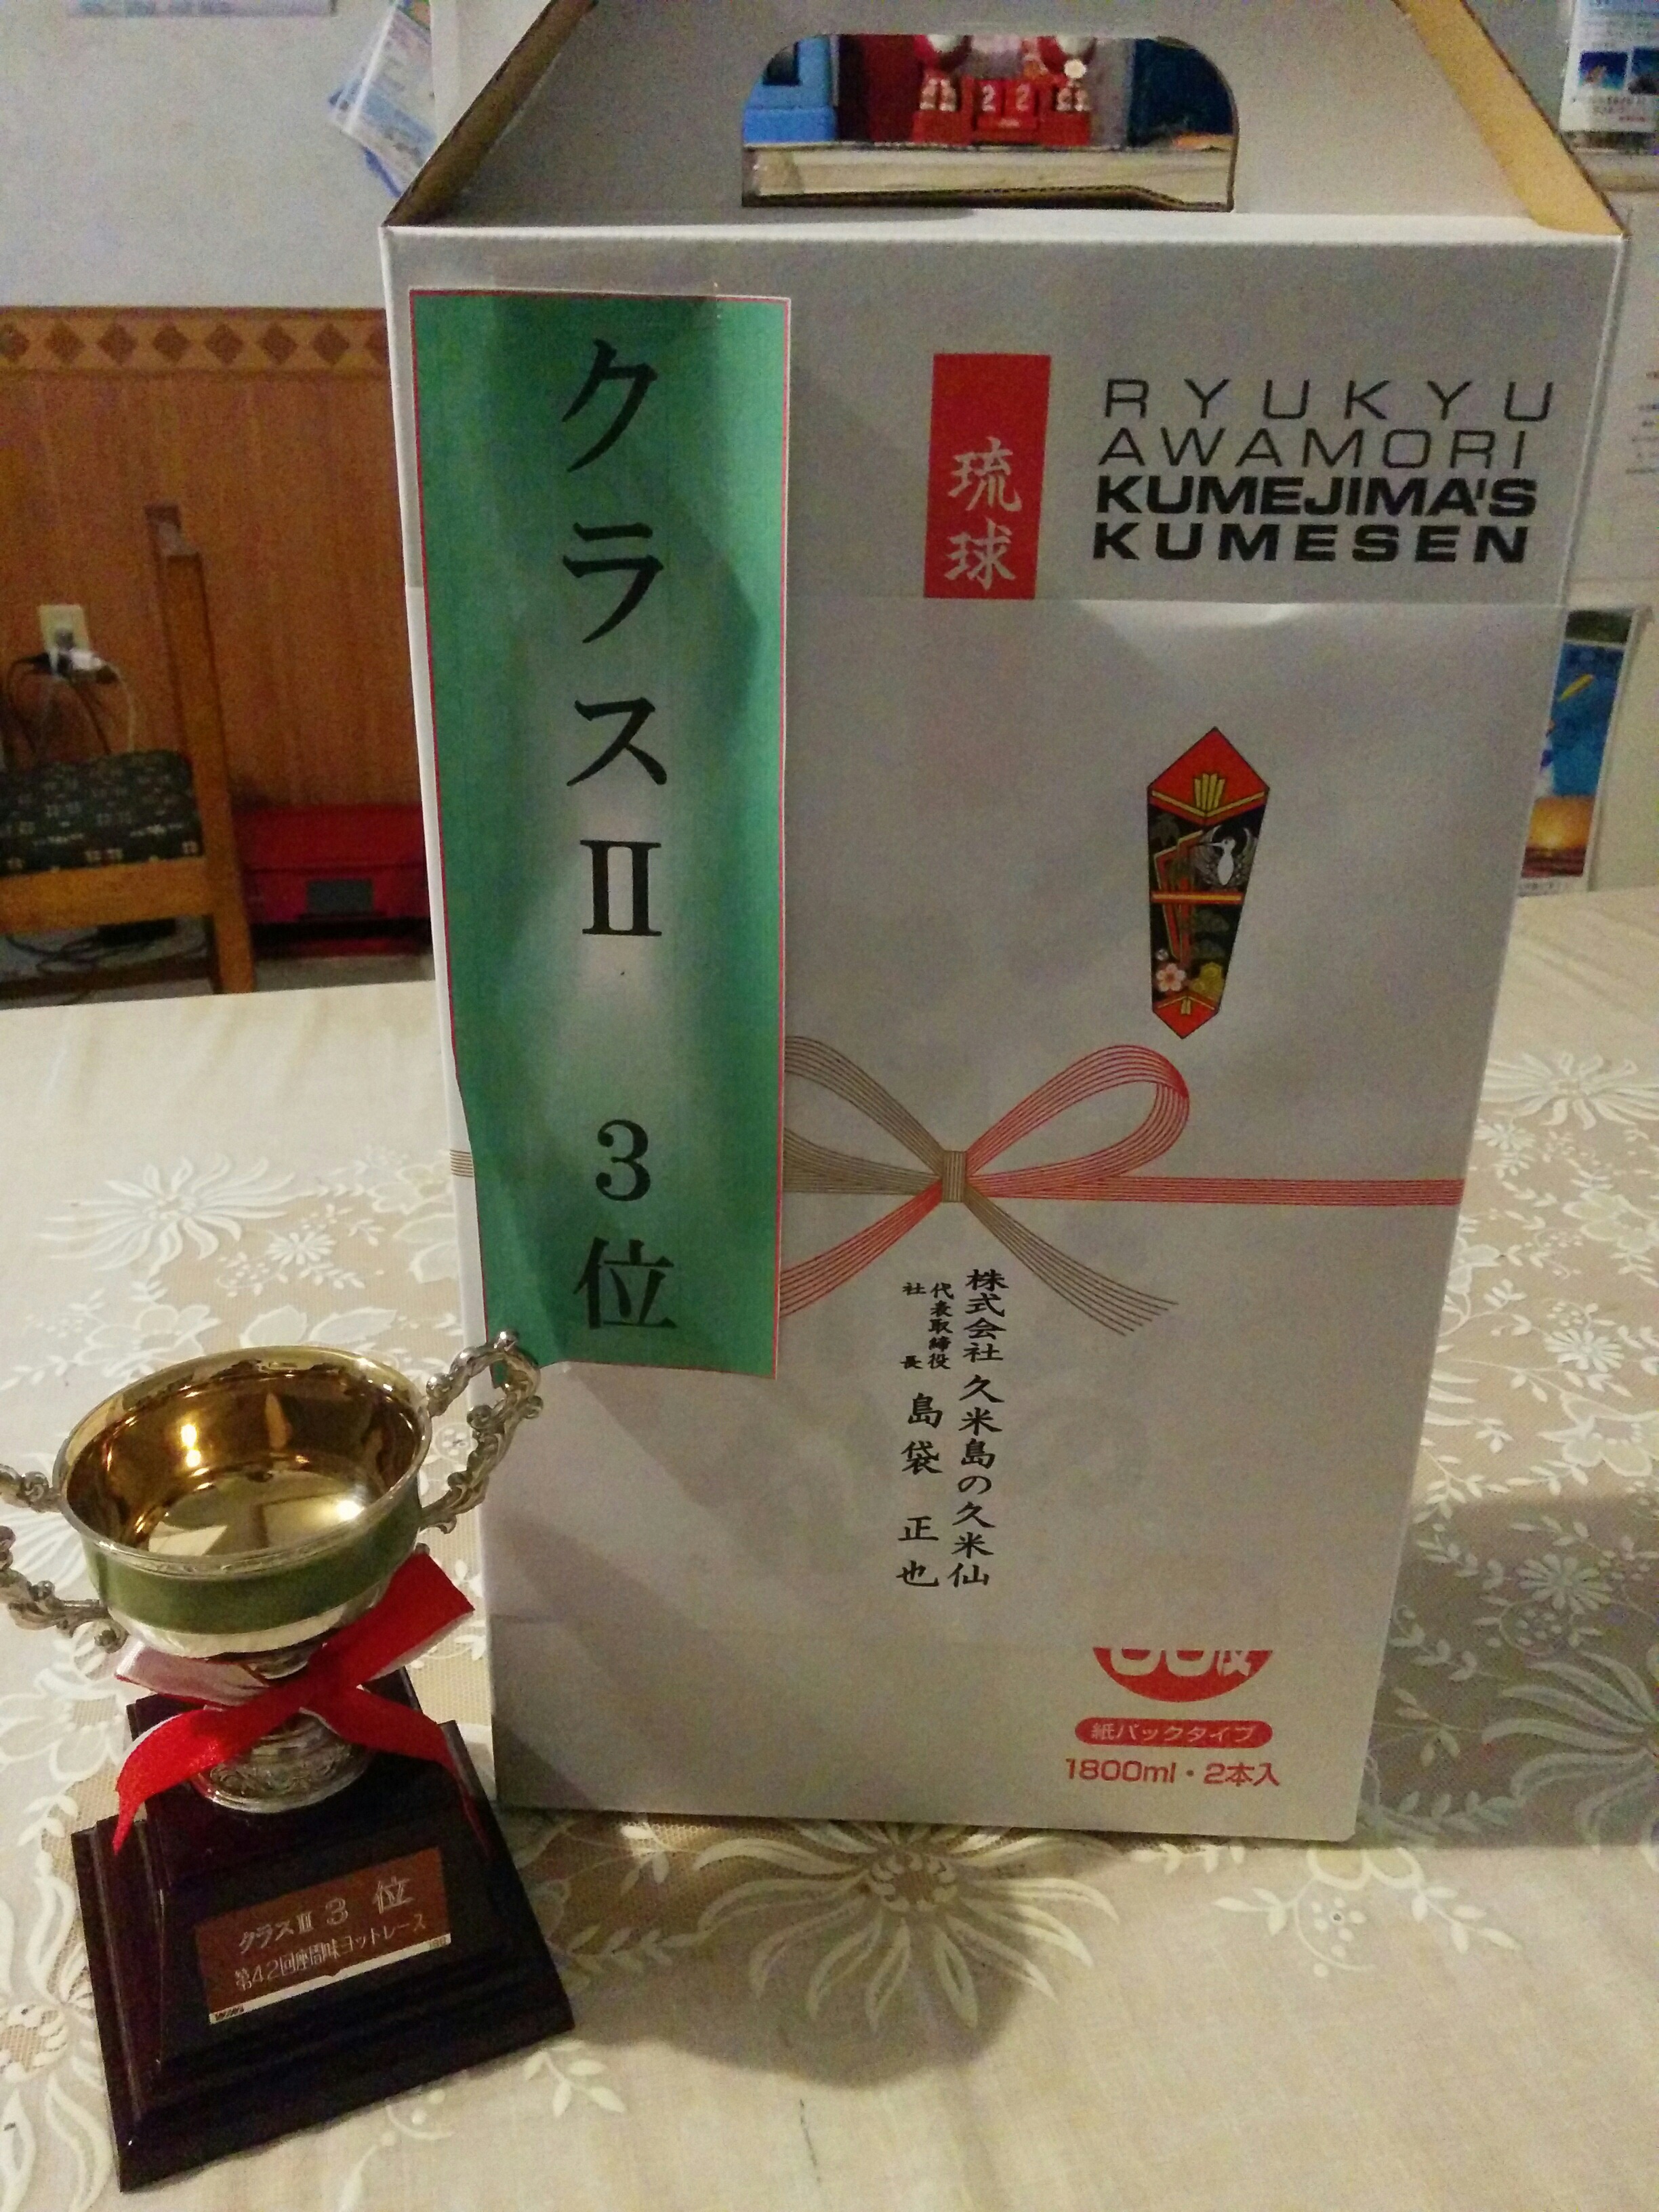 22
クラスⅡ 3位
琉球
RYUKYU
AWAMORI
KUMEJIMA'S
KUMESEN
株式会社 久米島の久米仙
代表取締役
社長 島袋 正也
紙パックタイプ
1800ml・2本入
クラスⅡ 3 位
第42回座間味ヨットレース